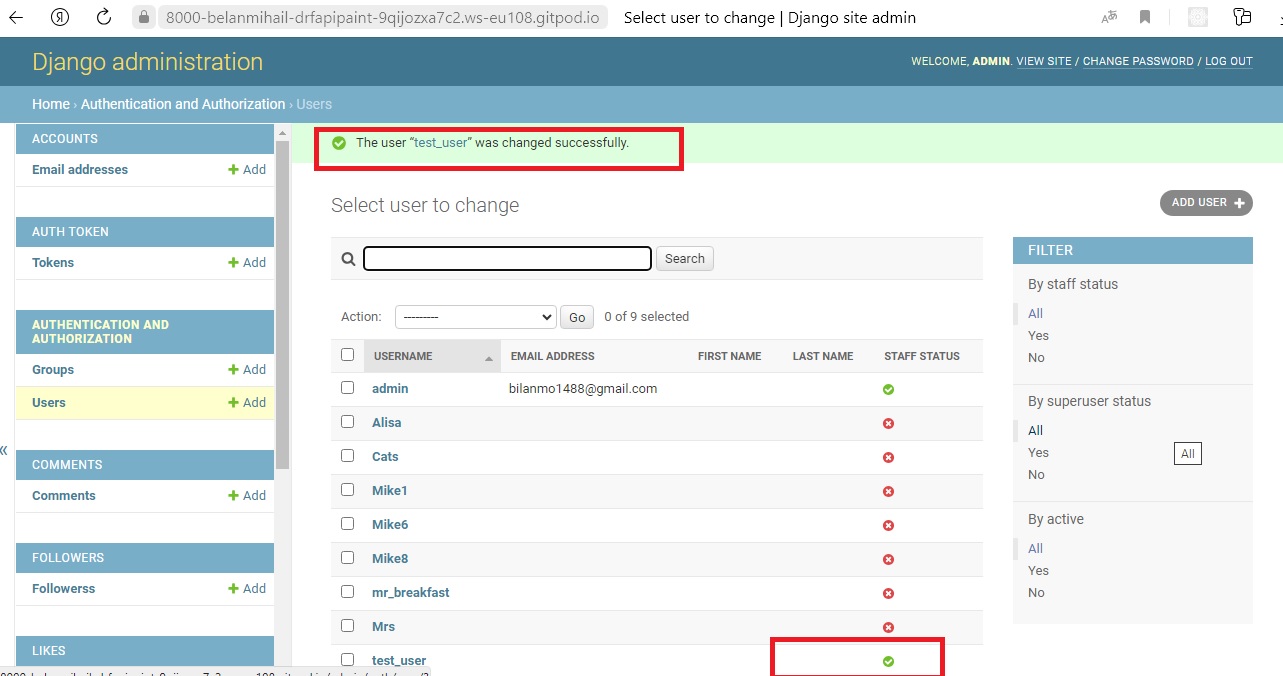 8000-belanmihail-drfapipaint-9qijozxa7c2.ws-eu108.gitpod.io Select user to change | Django site admin
Django administration
WELCOME, ADMIN. VIEW SITE / CHANGE PASSWORD / LOG OUT
Home › Authentication and Authorization › Users
ACCOUNTS
Email addresses + Add
AUTH TOKEN
Tokens + Add
AUTHENTICATION AND
AUTHORIZATION
Groups + Add
Users + Add
COMMENTS
Comments + Add
FOLLOWERS
Followerss + Add
LIKES
«
The user “test_user” was changed successfully.
Select user to change
ADD USER +
Search
Action: --------- Go 0 of 9 selected
USERNAME EMAIL ADDRESS FIRST NAME LAST NAME STAFF STATUS
admin bilanmo1488@gmail.com
Alisa
Cats
Mike1
Mike6
Mike8
mr_breakfast
Mrs
test_user
FILTER
By staff status
All
Yes
No
By superuser status
All
Yes
No
All
By active
All
Yes
No